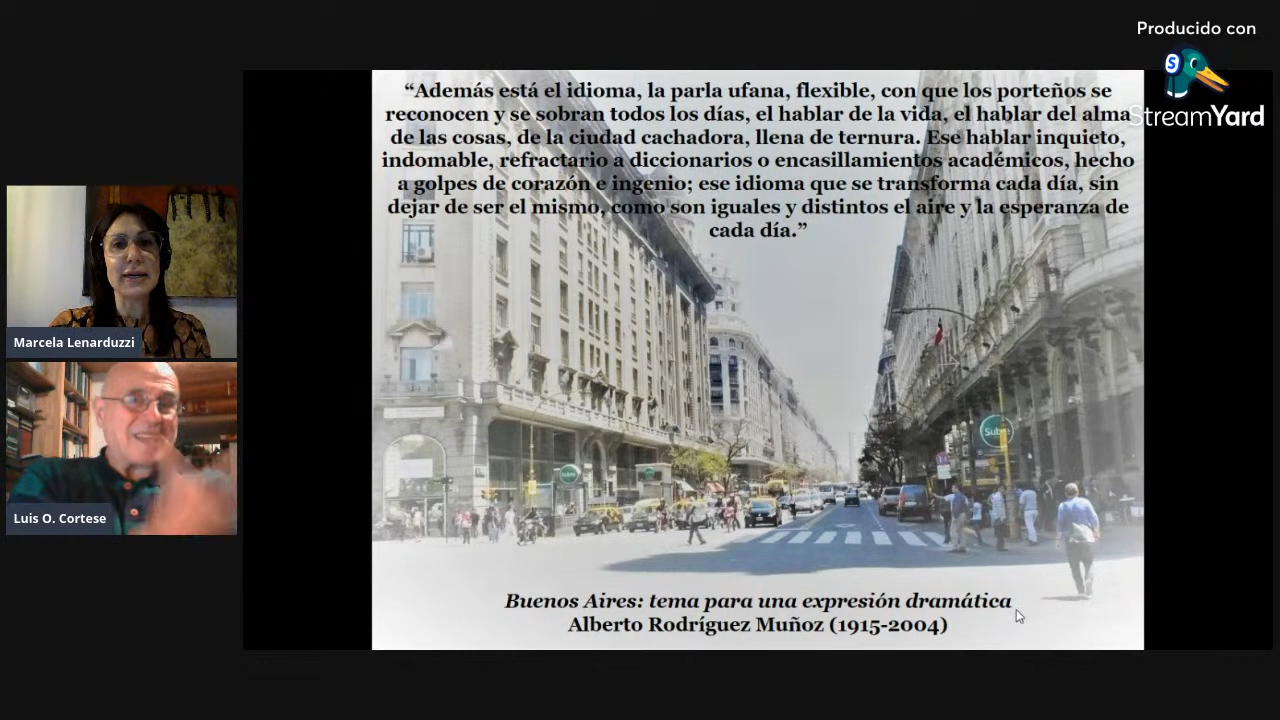 Producido con
StreamYard
“Además está el idioma, la parla ufana, flexible, con que los porteños se
reconocen y se sobran todos los días, el hablar de la vida, el hablar del alma
de las cosas, de la ciudad cachadora, llena de ternura. Ese hablar inquieto,
indomable, refractario a diccionarios o encasillamientos académicos, hecho
a golpes de corazón e ingenio; ese idioma que se transforma cada día, sin
dejar de ser el mismo, como son iguales y distintos el aire y la esperanza de
cada día.”
Marcela Lenarduzzi
Luis O. Cortese
Subte
Buenos Aires: tema para una expresión dramática
Alberto Rodríguez Muñoz (1915-2004)